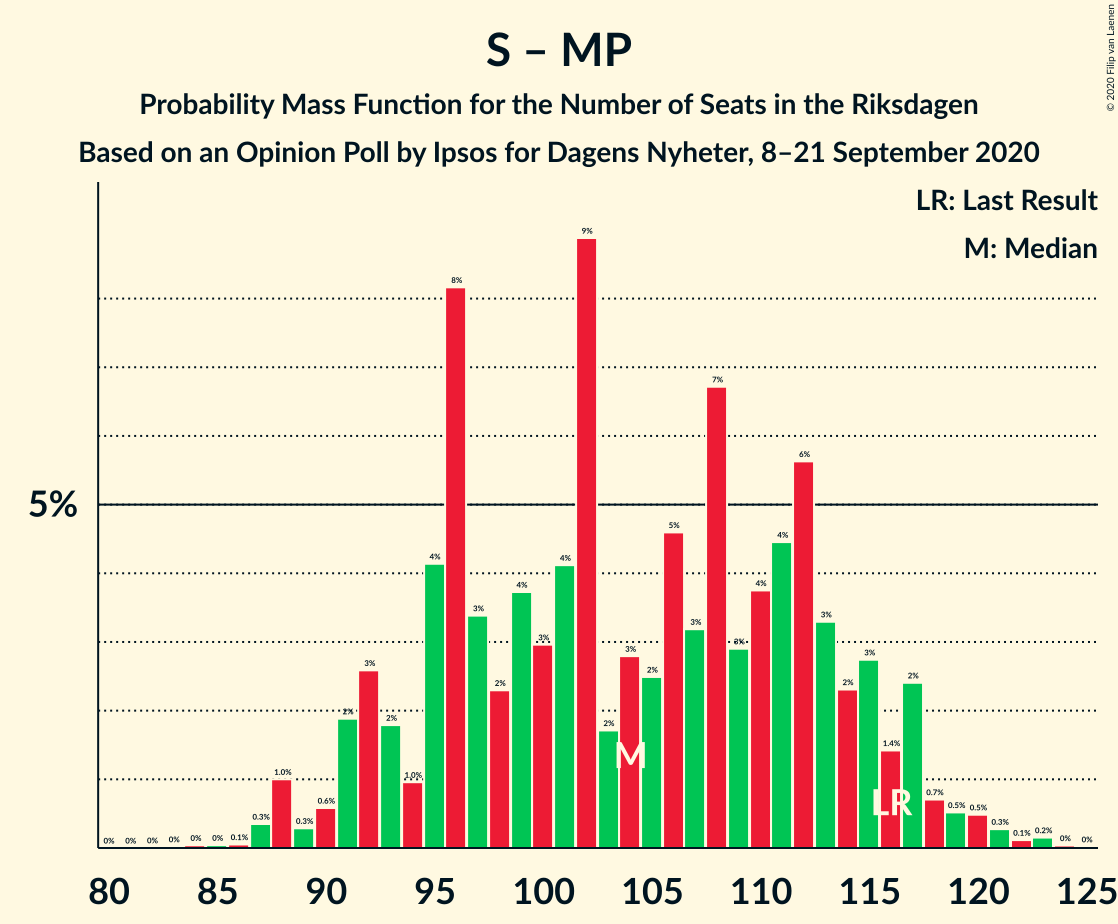 S – MP
Probability Mass Function for the Number of Seats in the Riksdagen
Based on an Opinion Poll by Ipsos for Dagens Nyheter, 8–21 September 2020
© 2020 Filip van Laenen
LR: Last Result
M: Median
5%
0% 0% 0% 0% 0% 0% 0.1% 0.3% 1.0% 0.3% 0.6% 2% 3% 2% 1.0% 4% 8% 3% 2% 4% 3% 4% 9% 2% 3% 2% 5% 3% 7% 3% 4% 4% 6% 3% 2% 3% 1.4% 2% 0.7% 0.5% 0.5% 0.3% 0.1% 0.2% 0% 0%
M
LR
80 85 90 95 100 105 110 115 120 125